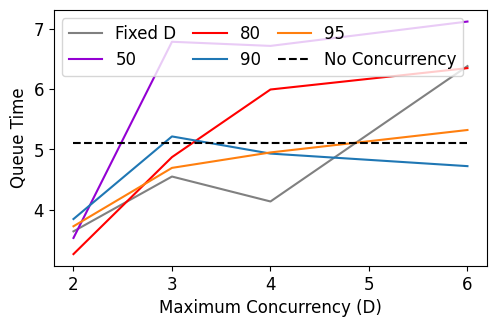 Fixed D 80 95
50 90 No Concurrency
7
6
5
4
Queue Time
2 3 4 5 6
Maximum Concurrency (D)